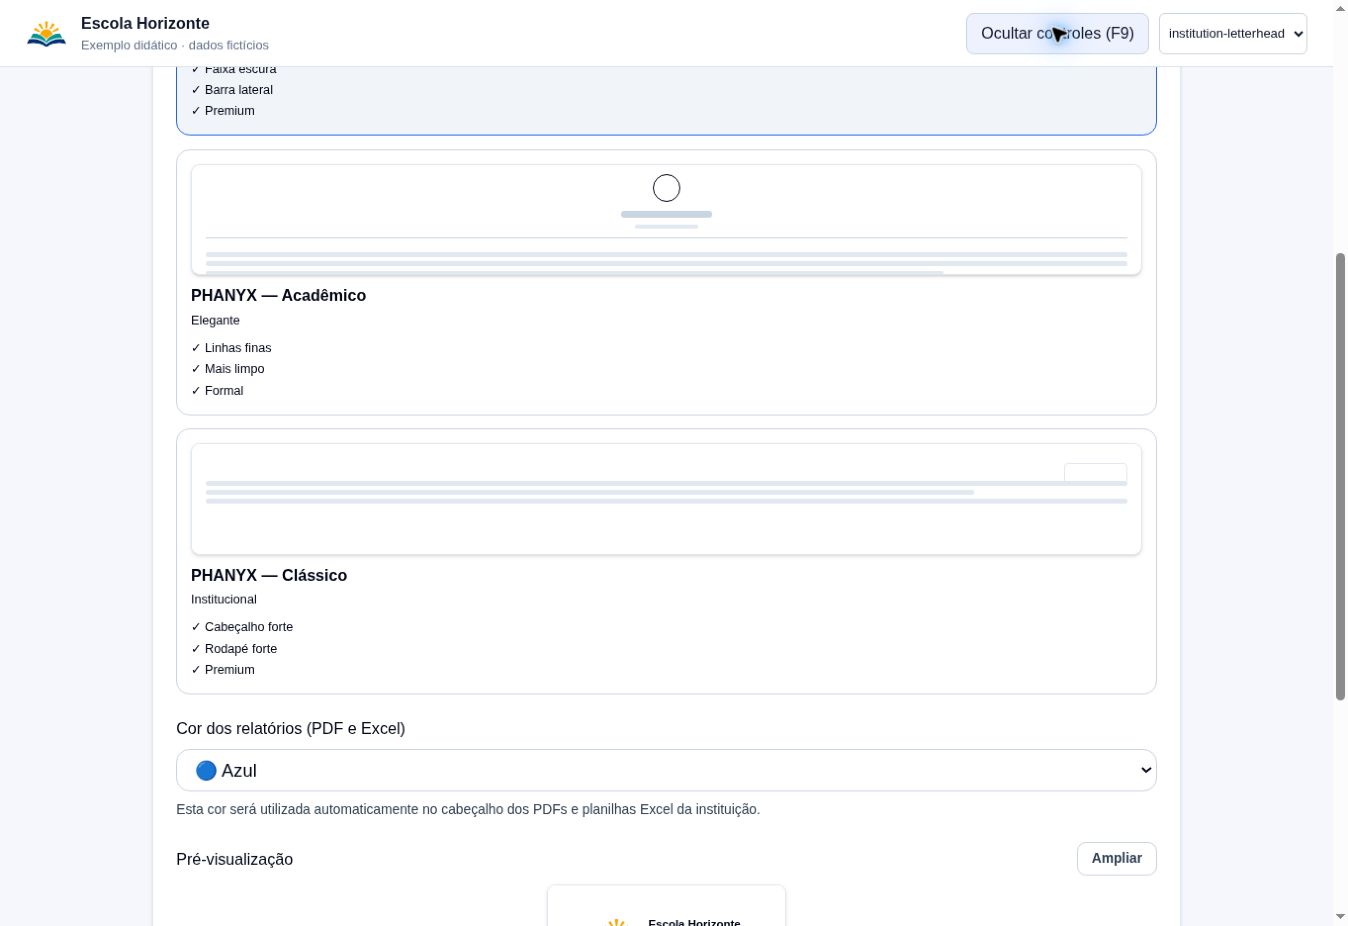 Escola Horizonte
Exemplo didático · dados fictícios
Ocultar controles (F9)
institution-letterhead
✓ Faixa escura
✓ Barra lateral
✓ Premium
PHANYX — Acadêmico
Elegante
✓ Linhas finas
✓ Mais limpo
✓ Formal
PHANYX — Clássico
Institucional
✓ Cabeçalho forte
✓ Rodapé forte
✓ Premium
Cor dos relatórios (PDF e Excel)
Azul
Esta cor será utilizada automaticamente no cabeçalho dos PDFs e planilhas Excel da instituição.
Pré-visualização
Ampliar
Escola Horizonte